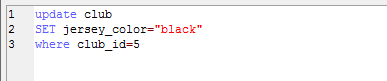 1 update club
2 SET jersey_color="black"
3 where club_id=5